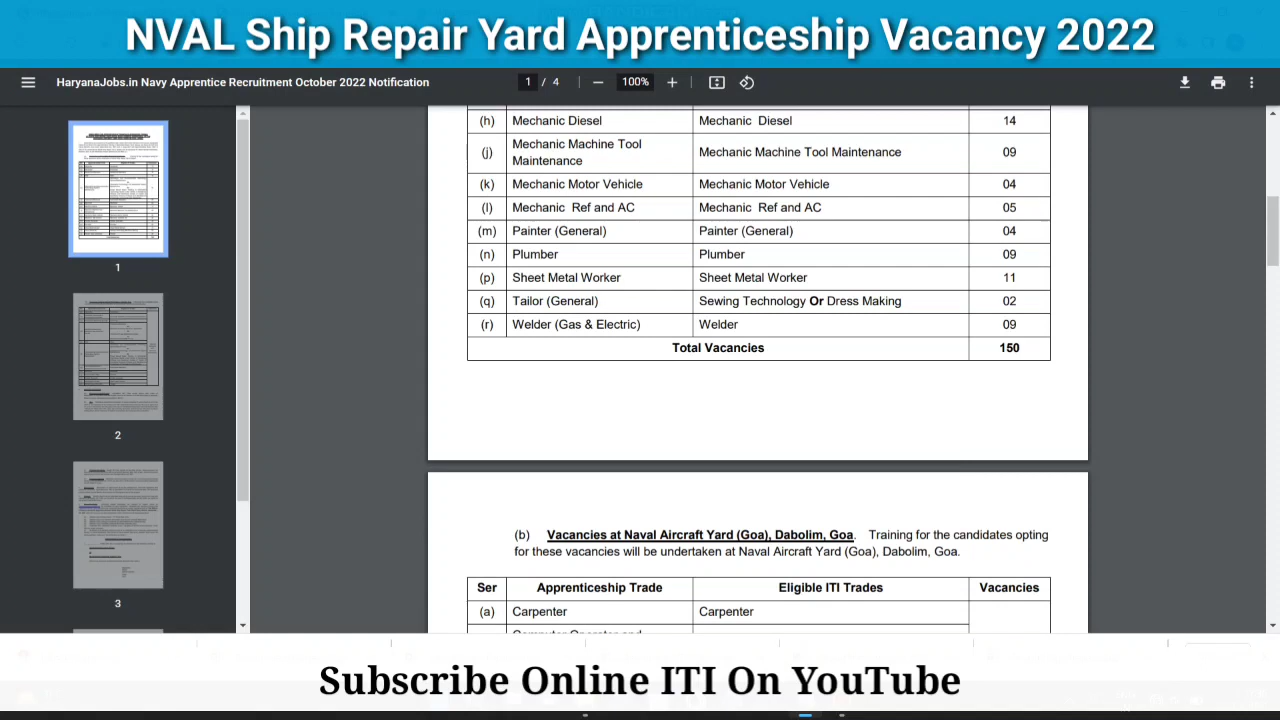 NVAL Ship Repair Yard Apprenticeship Vacancy 2022
HaryanaJobs.in Navy Apprentice Recruitment October 2022 Notification 1 / 4 100%
(h) Mechanic Diesel Mechanic Diesel 14
(j) Mechanic Machine Tool Maintenance Mechanic Machine Tool Maintenance 09
(k) Mechanic Motor Vehicle Mechanic Motor Vehicle 04
(l) Mechanic Ref and AC Mechanic Ref and AC 05
(m) Painter (General) Painter (General) 04
(n) Plumber Plumber 09
(p) Sheet Metal Worker Sheet Metal Worker 11
(q) Tailor (General) Sewing Technology Or Dress Making 02
(r) Welder (Gas & Electric) Welder 09
Total Vacancies 150
(b) Vacancies at Naval Aircraft Yard (Goa), Dabolim, Goa. Training for the candidates opting
for these vacancies will be undertaken at Naval Aircraft Yard (Goa), Dabolim, Goa.
Ser Apprenticeship Trade Eligible ITI Trades Vacancies
(a) Carpenter Carpenter
Computer Operator and
1
2
3
Subscribe Online ITI On YouTube